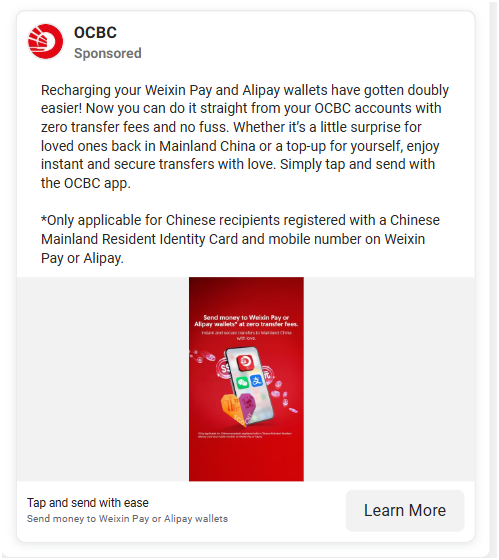 OCBC
Sponsored
Recharging your Weixin Pay and Alipay wallets have gotten doubly
easier! Now you can do it straight from your OCBC accounts with
zero transfer fees and no fuss. Whether it's a little surprise for
loved ones back in Mainland China or a top-up for yourself, enjoy
instant and secure transfers with love. Simply tap and send with
the OCBC app.
*Only applicable for Chinese recipients registered with a Chinese
Mainland Resident Identity Card and mobile number on Weixin
Pay or Alipay.
Send money to Weixin Pay or
Alipay wallets* at zero transfer fees.
Instant and secure transfers to Mainland China
with love.
支
Tap and send with ease
Send money to Weixin Pay or Alipay wallets
Learn More